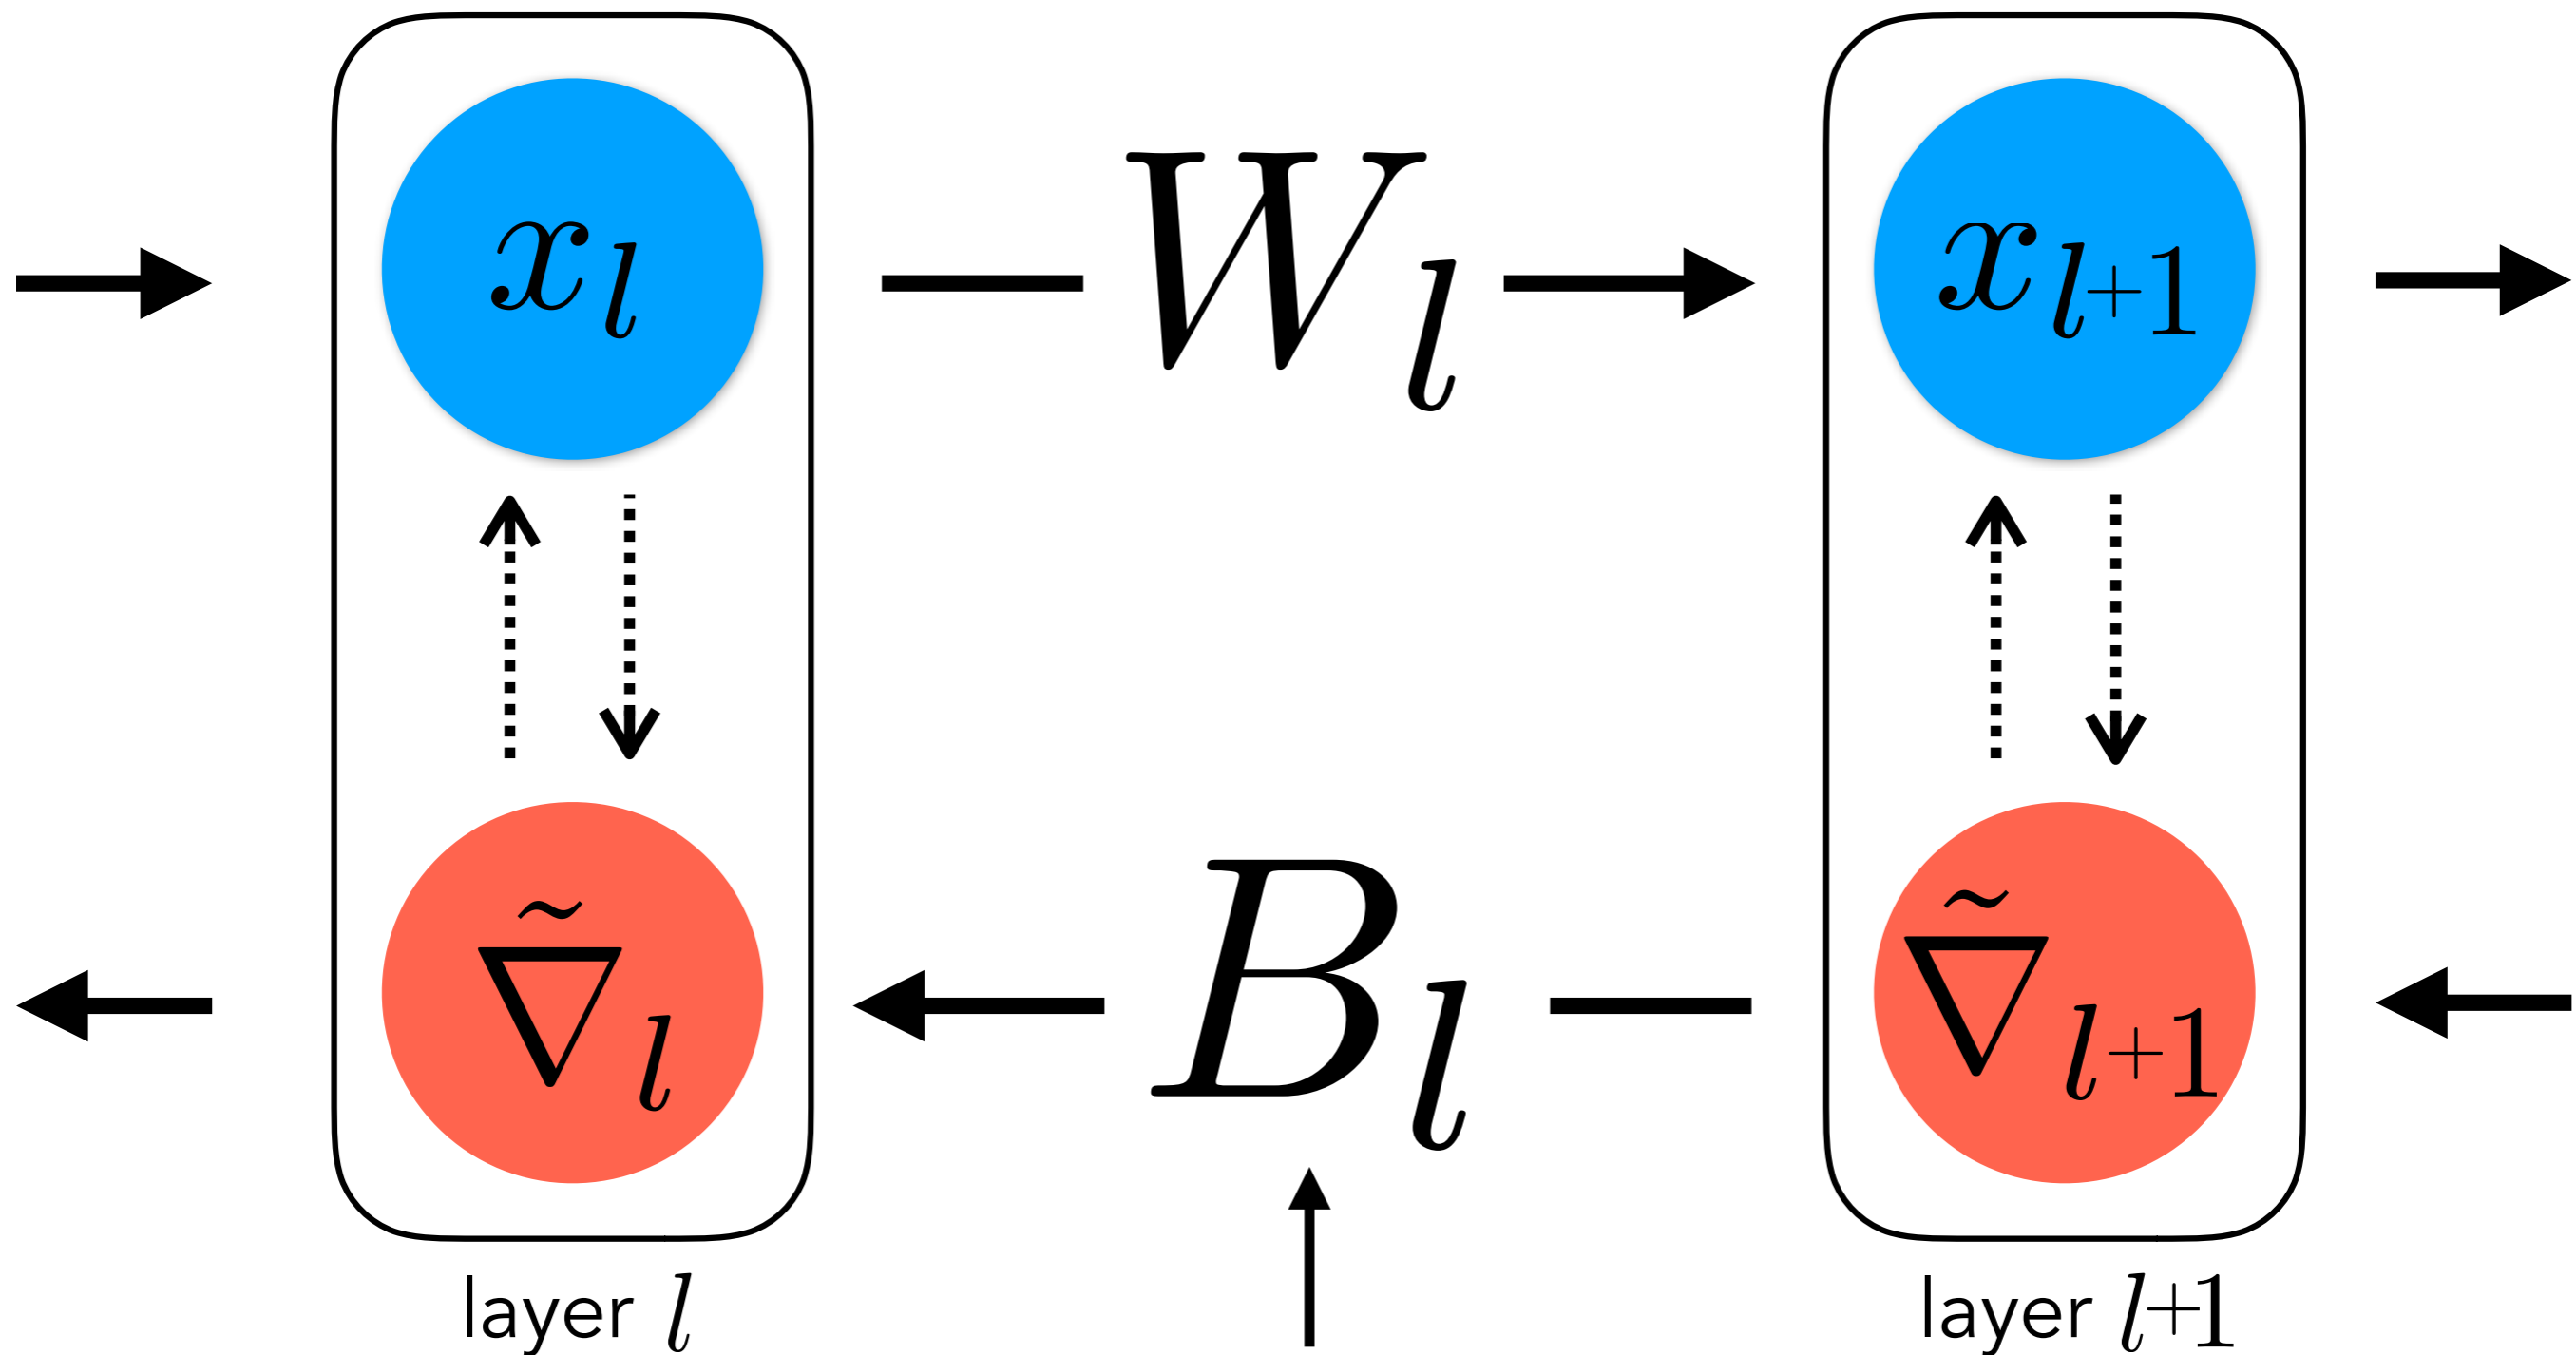 x_l
W_l
x_{l+1}
∇̃_l
B_l
∇̃_{l+1}
layer l
layer l+1